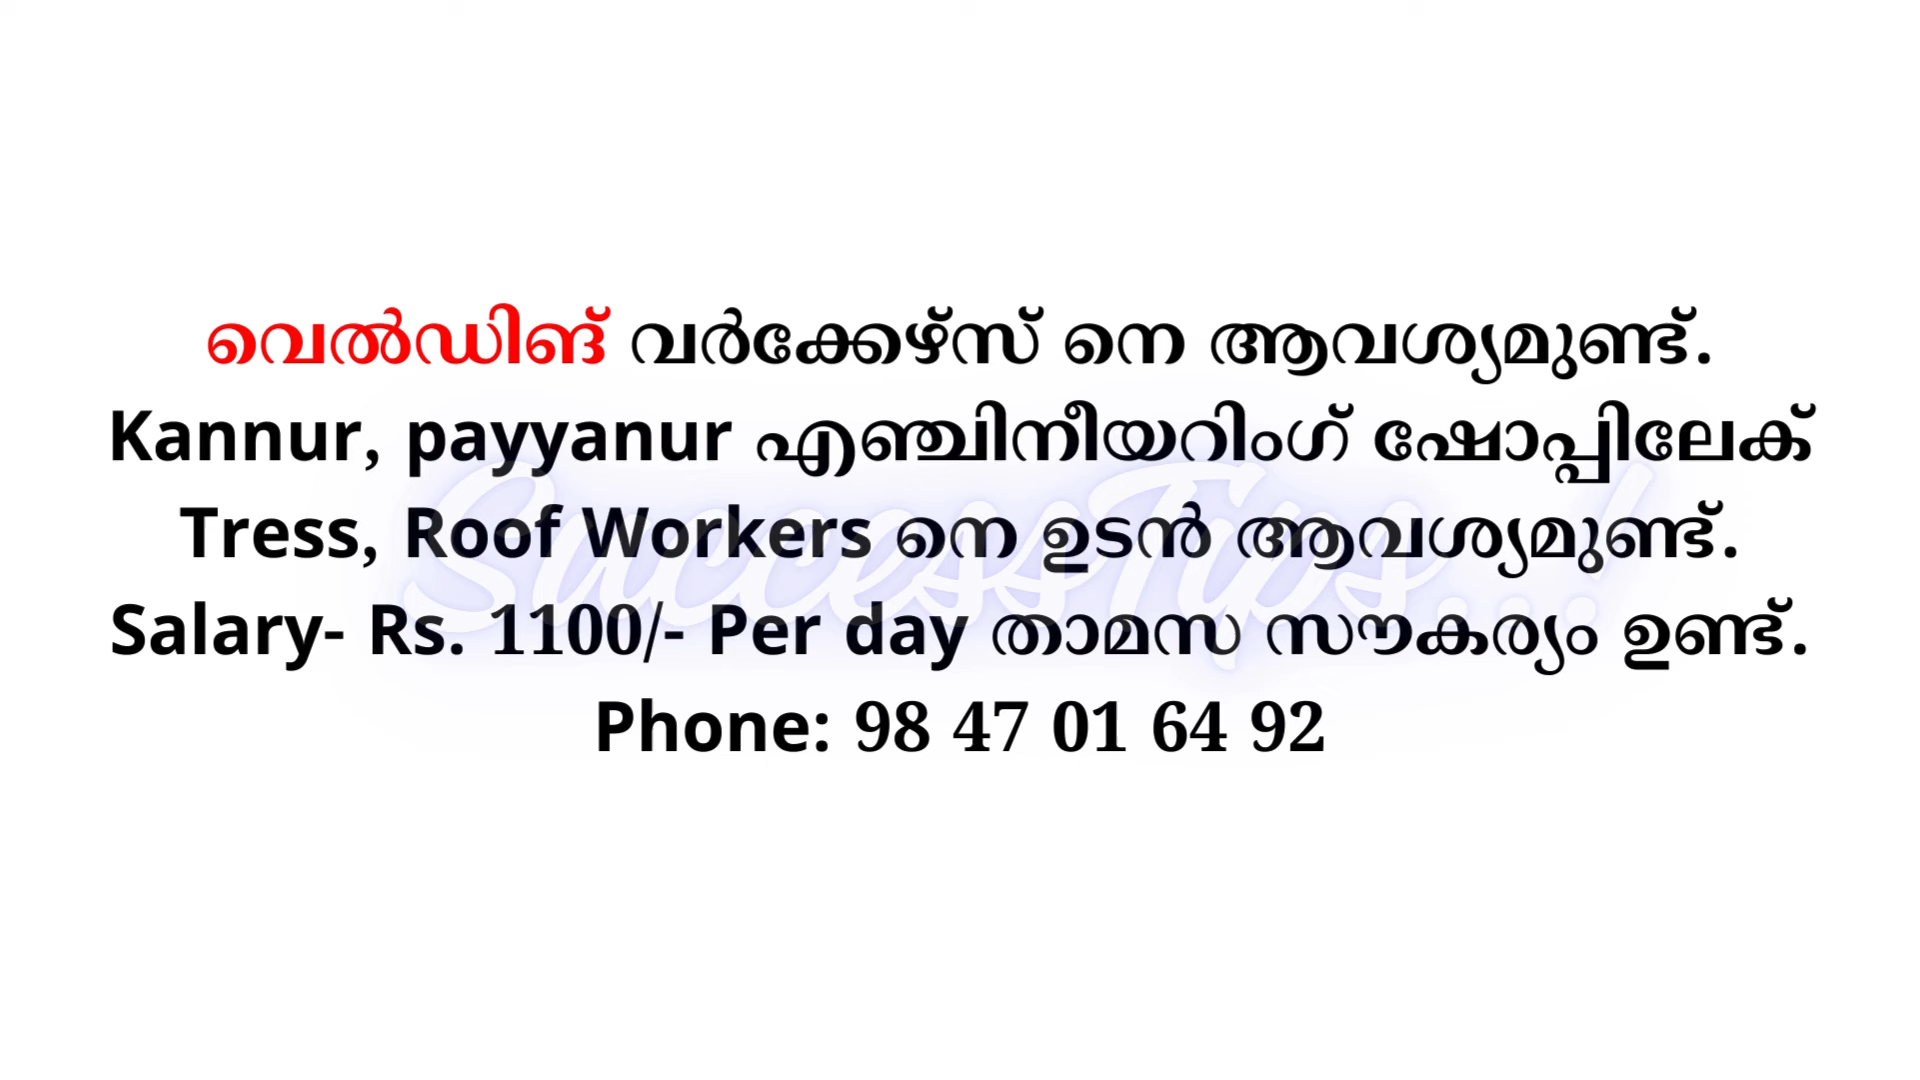 വെൽഡിങ് വർക്കേഴ്സ് നെ ആവശ്യമുണ്ട്.
Kannur, payyanur എഞ്ചിനീയറിംഗ് ഷോപ്പിലേക്
Tress, Roof Workers നെ ഉടൻ ആവശ്യമുണ്ട്.
Salary- Rs. 1100/- Per day താമസ സൗകര്യം ഉണ്ട്.
Phone: 98 47 01 64 92
SuccessTips...!